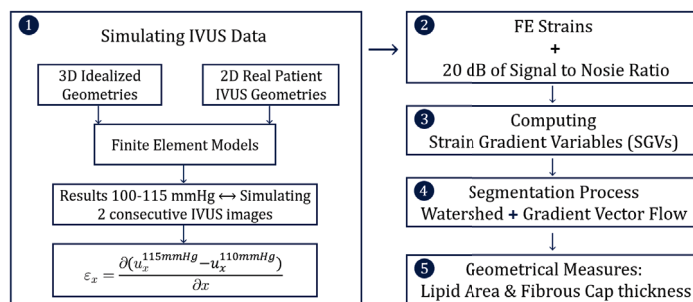 1
Simulating IVUS Data
3D Idealized
Geometries
2D Real Patient
IVUS Geometries
Finite Element Models
Results 100-115 mmHg ↔ Simulating
2 consecutive IVUS images
εₓ = ∂(uₓ^115mmHg − uₓ^110mmHg) / ∂x
2
FE Strains
+
20 dB of Signal to Nosie Ratio
3
Computing
Strain Gradient Variables (SGVs)
4
Segmentation Process
Watershed + Gradient Vector Flow
5
Geometrical Measures:
Lipid Area & Fibrous Cap thickness